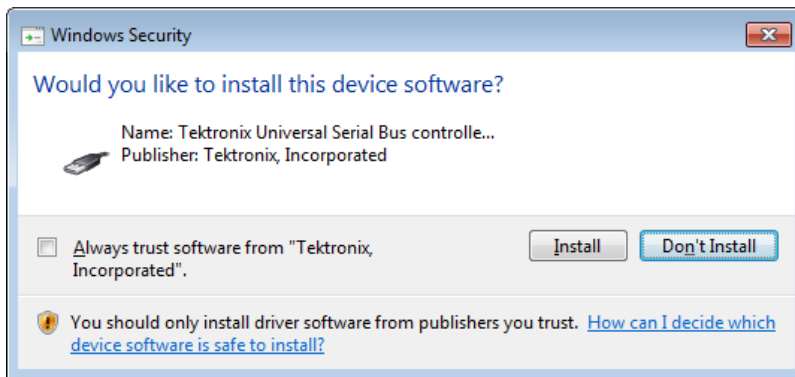 Windows Security
Would you like to install this device software?
Name: Tektronix Universal Serial Bus controlle...
Publisher: Tektronix, Incorporated
Always trust software from "Tektronix,
Incorporated".
Install
Don't Install
You should only install driver software from publishers you trust. How can I decide which
device software is safe to install?